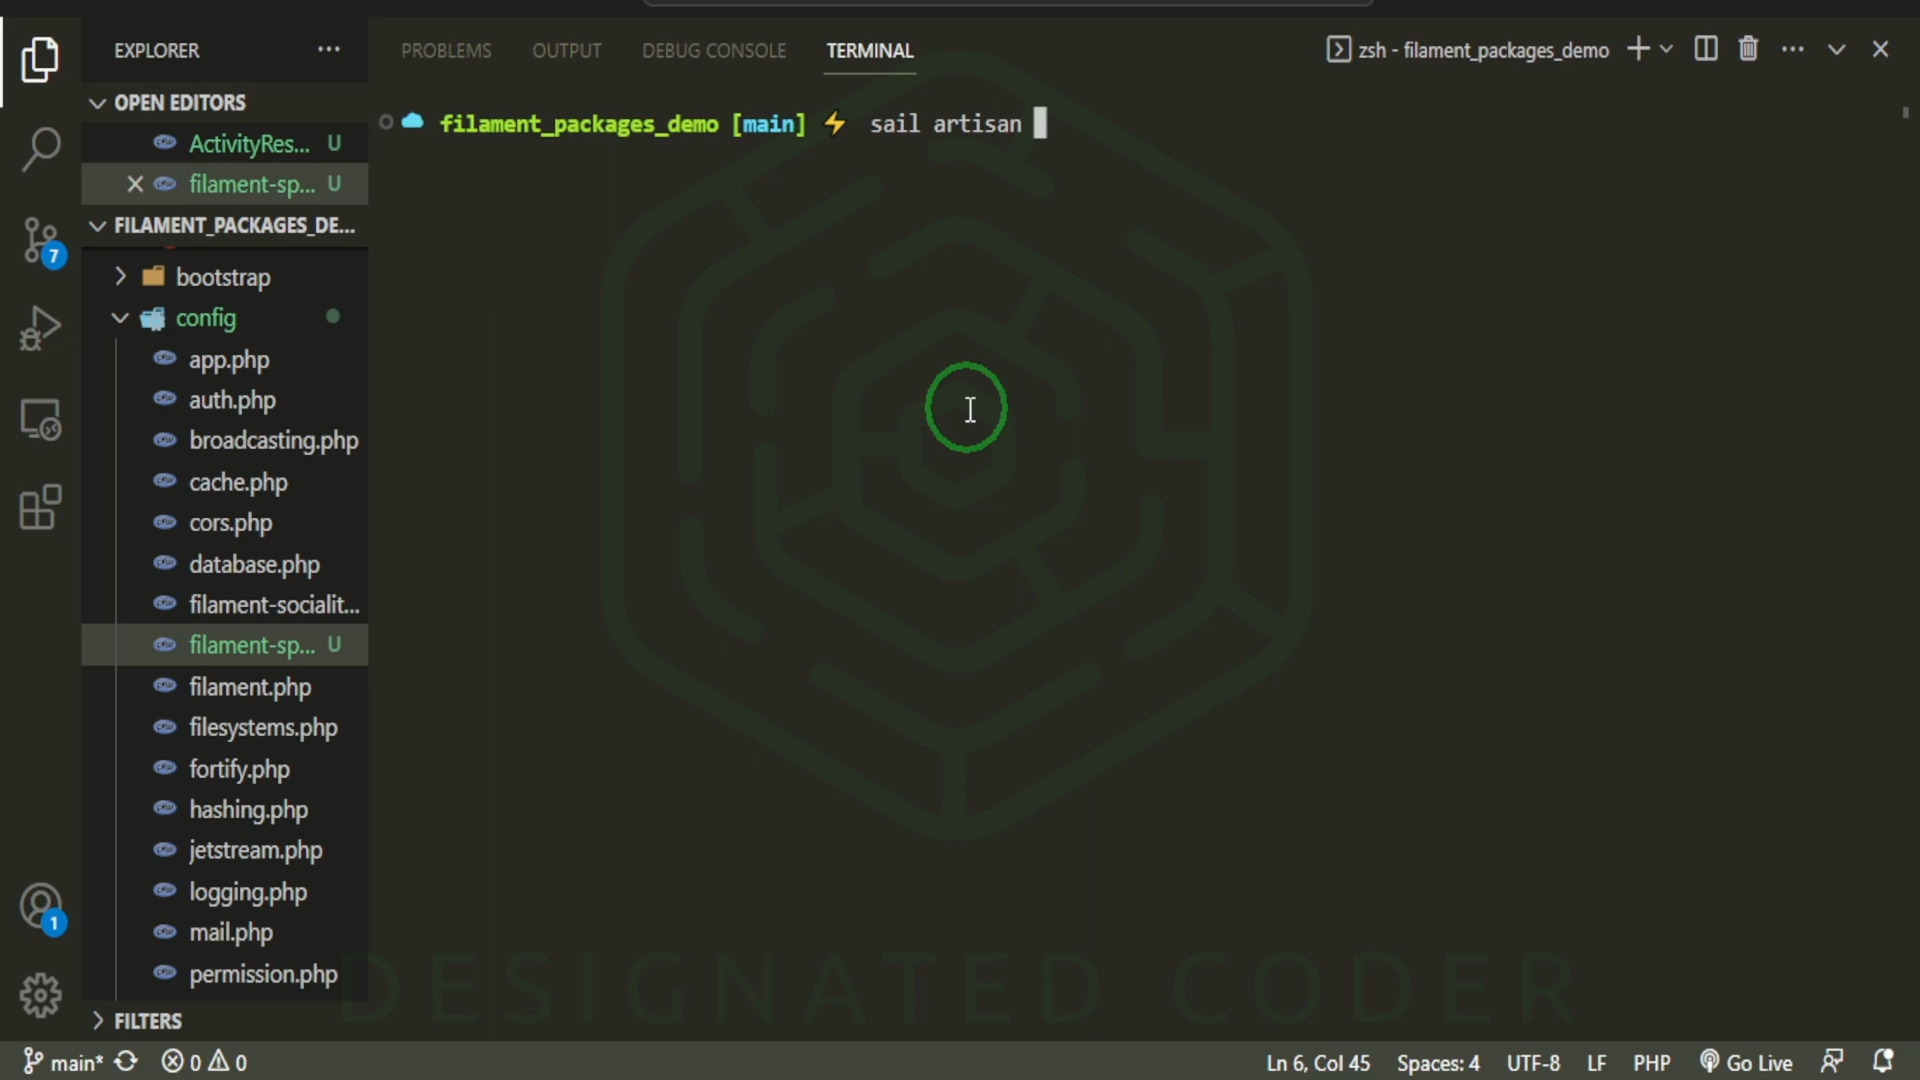 EXPLORER
OPEN EDITORS
ActivityRes... U
filament-sp... U
FILAMENT_PACKAGES_DE...
bootstrap
config
app.php
auth.php
broadcasting.php
cache.php
cors.php
database.php
filament-socialit...
filament-sp... U
filament.php
filesystems.php
fortify.php
hashing.php
jetstream.php
logging.php
mail.php
permission.php
FILTERS
7
1
PROBLEMS OUTPUT DEBUG CONSOLE TERMINAL
zsh - filament_packages_demo
filament_packages_demo [main] ⚡ sail artisan
DESIGNATED CODER
main* 0 0 Ln 6, Col 45 Spaces: 4 UTF-8 LF PHP Go Live